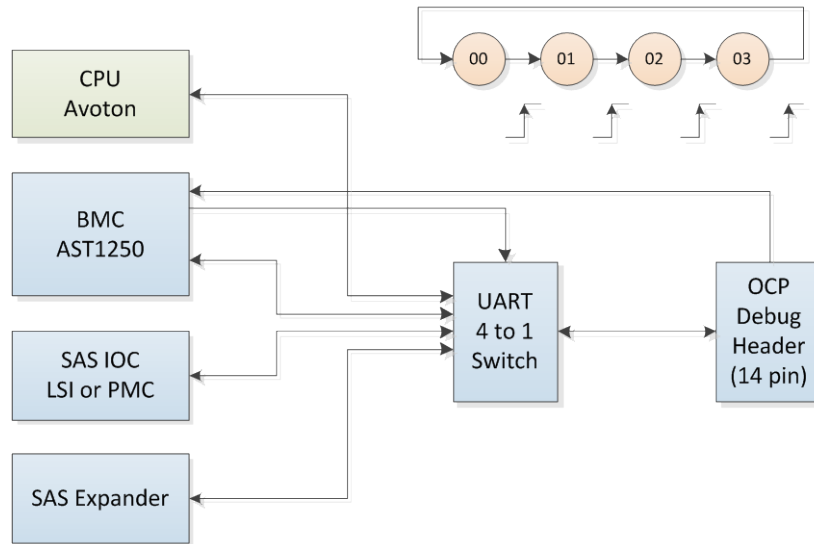 00
01
02
03
CPU
Avoton
BMC
AST1250
UART
4 to 1
Switch
OCP
Debug
Header
(14 pin)
SAS IOC
LSI or PMC
SAS Expander